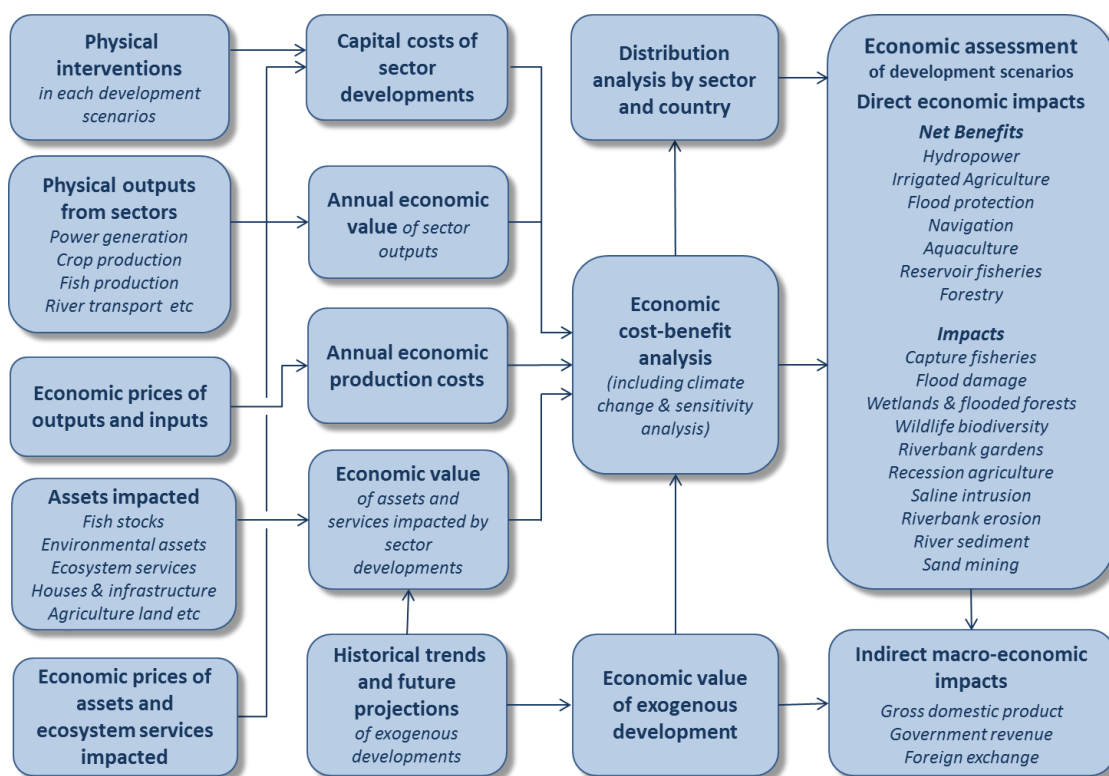 Physical
interventions
in each development
scenarios
Physical outputs
from sectors
Power generation
Crop production
Fish production
River transport etc
Economic prices of
outputs and inputs
Assets impacted
Fish stocks
Environmental assets
Ecosystem services
Houses & infrastructure
Agriculture land etc
Economic prices of
assets and
ecosystem services
impacted
Capital costs of
sector
developments
Annual economic
value of sector
outputs
Annual economic
production costs
Economic value
of assets and
services impacted by
sector
developments
Historical trends
and future
projections
of exogenous
developments
Distribution
analysis by sector
and country
Economic
cost-benefit
analysis
(including climate
change & sensitivity
analysis)
Economic value
of exogenous
development
Economic assessment
of development scenarios
Direct economic impacts
Net Benefits
Hydropower
Irrigated Agriculture
Flood protection
Navigation
Aquaculture
Reservoir fisheries
Forestry
Impacts
Capture fisheries
Flood damage
Wetlands & flooded forests
Wildlife biodiversity
Riverbank gardens
Recession agriculture
Saline intrusion
Riverbank erosion
River sediment
Sand mining
Indirect macro-economic
impacts
Gross domestic product
Government revenue
Foreign exchange